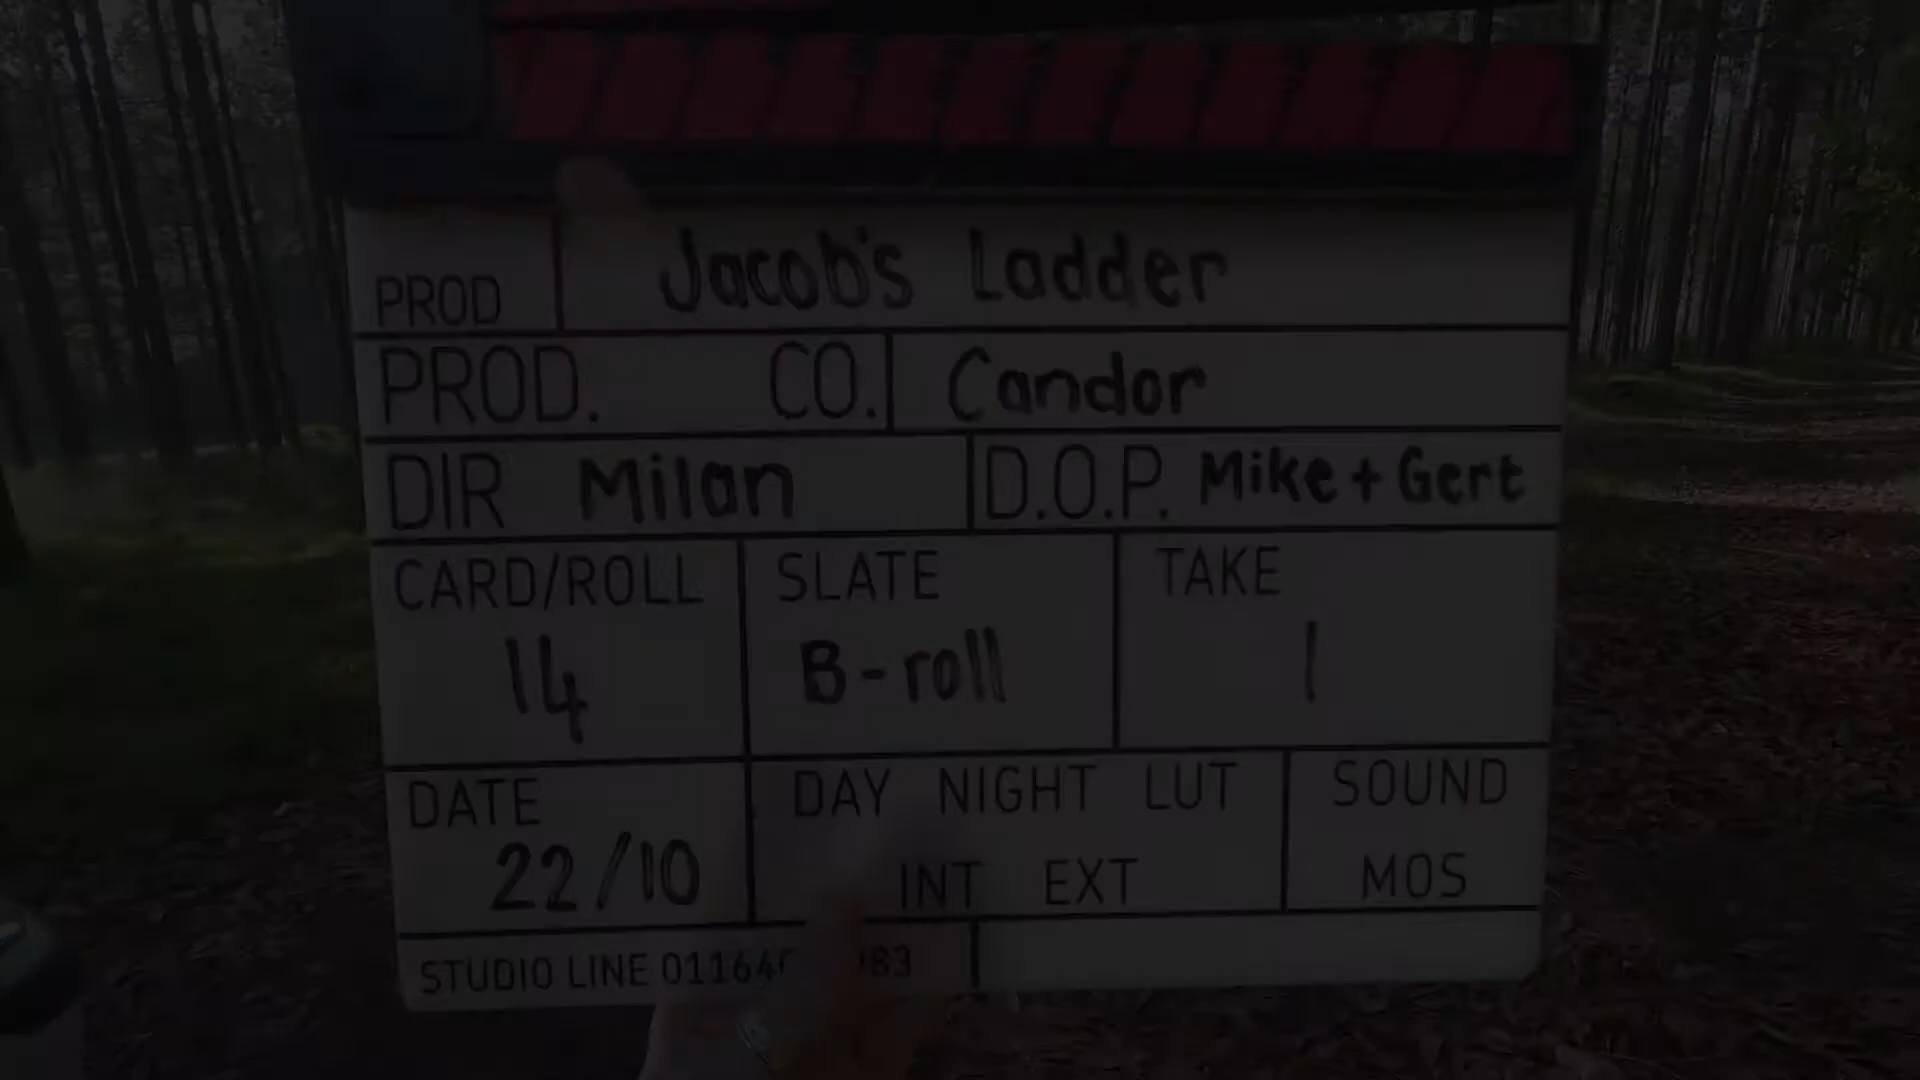 PROD Jacob's Ladder
PROD. CO. Candor
DIR Milan D.O.P. Mike + Gert
CARD/ROLL SLATE TAKE
14 B-roll 1
DATE DAY NIGHT LUT SOUND
22/10 INT EXT MOS
STUDIO LINE